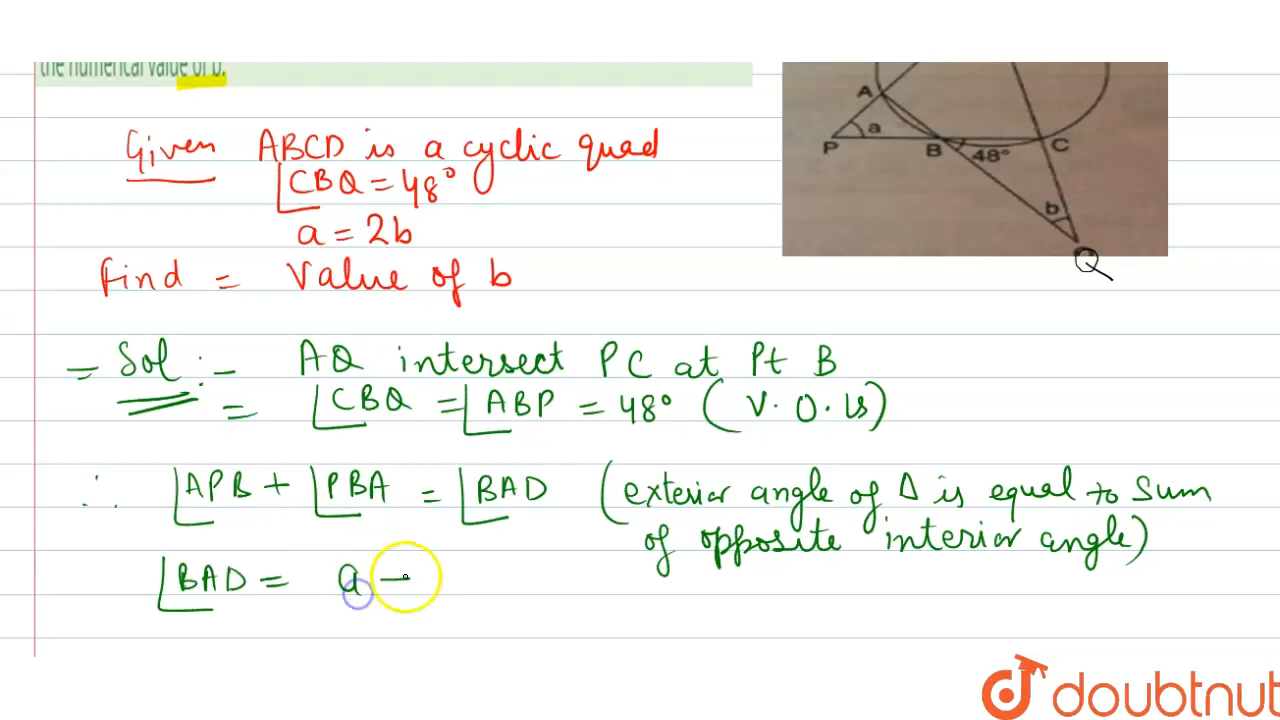 the numerical value of b.
Given ABCD is a cyclic quad
∠CBQ = 48°
a = 2b
Find = Value of b
A
a
P
B
48°
C
b
Q
= Sol :- AQ intersect PC at Pt B
= ∠CBQ = ∠ABP = 48° (V.O.∠s)
∴ ∠APB + ∠PBA = ∠BAD (exterior angle of Δ is equal to sum
of opposite interior angle)
∠BAD = a -
doubtnut